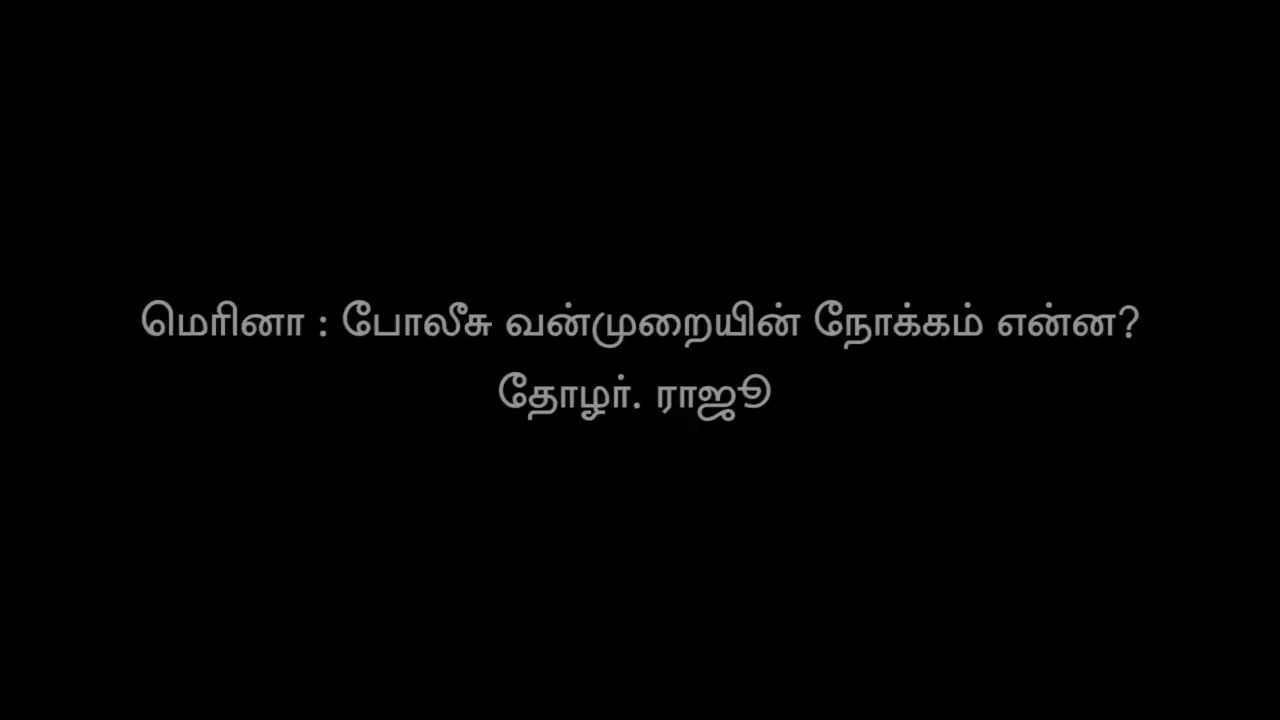 மெரினா : போலீசு வன்முறையின் நோக்கம் என்ன?
தோழர். ராஜூ